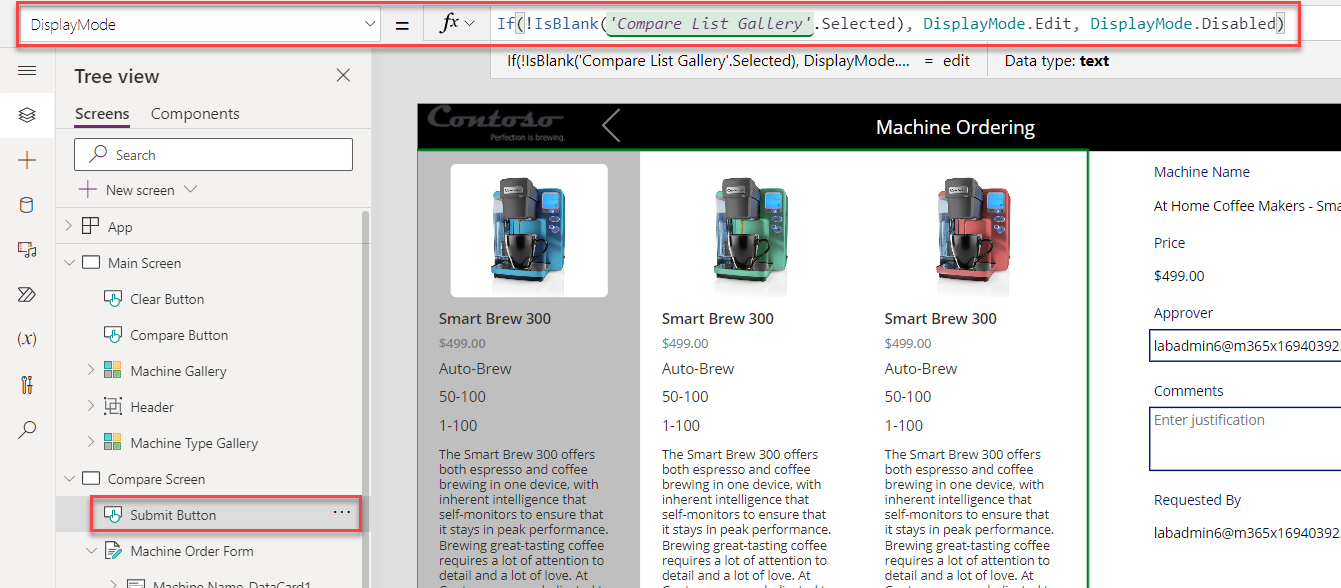 DisplayMode
=
fx
If(!IsBlank('Compare List Gallery'.Selected), DisplayMode.Edit, DisplayMode.Disabled)
If(!IsBlank('Compare List Gallery'.Selected), DisplayMode.... = edit
Data type: text
Tree view
Screens
Components
Search
New screen
App
Main Screen
Clear Button
Compare Button
Machine Gallery
Header
Machine Type Gallery
Compare Screen
Submit Button
...
Machine Order Form
Machine Name_DataCard1
Contoso
Perfection is brewing.
Machine Ordering
Smart Brew 300
$499.00
Auto-Brew
50-100
1-100
The Smart Brew 300 offers
both espresso and coffee
brewing in one device, with
inherent intelligence that
self-monitors to ensure that
it stays in peak performance.
Brewing great-tasting coffee
requires a lot of attention to
detail and a lot of love. At
Smart Brew 300
$499.00
Auto-Brew
50-100
1-100
The Smart Brew 300 offers
both espresso and coffee
brewing in one device, with
inherent intelligence that
self-monitors to ensure that
it stays in peak performance.
Brewing great-tasting coffee
requires a lot of attention to
detail and a lot of love. At
Smart Brew 300
$499.00
Auto-Brew
50-100
1-100
The Smart Brew 300 offers
both espresso and coffee
brewing in one device, with
inherent intelligence that
self-monitors to ensure that
it stays in peak performance.
Brewing great-tasting coffee
requires a lot of attention to
detail and a lot of love. At
Machine Name
At Home Coffee Makers - Sma
Price
$499.00
Approver
labadmin6@m365x16940392.
Comments
Enter justification
Requested By
labadmin6@m365x16940392.